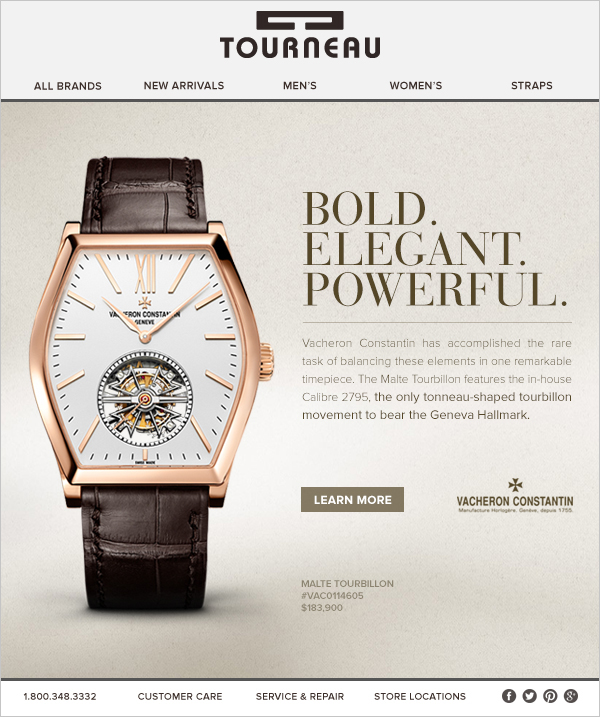 TOURNEAU
ALL BRANDS NEW ARRIVALS MEN'S WOMEN'S STRAPS
VACHERON CONSTANTIN
GENEVE
BOLD.
ELEGANT.
POWERFUL.
Vacheron Constantin has accomplished the rare
task of balancing these elements in one remarkable
timepiece. The Malte Tourbillon features the in-house
Calibre 2795, the only tonneau-shaped tourbillon
movement to bear the Geneva Hallmark.
LEARN MORE
VACHERON CONSTANTIN
Manufacture Horlogère. Genève, depuis 1755.
MALTE TOURBILLON
#VAC0114605
$183,900
1.800.348.3332 CUSTOMER CARE SERVICE & REPAIR STORE LOCATIONS